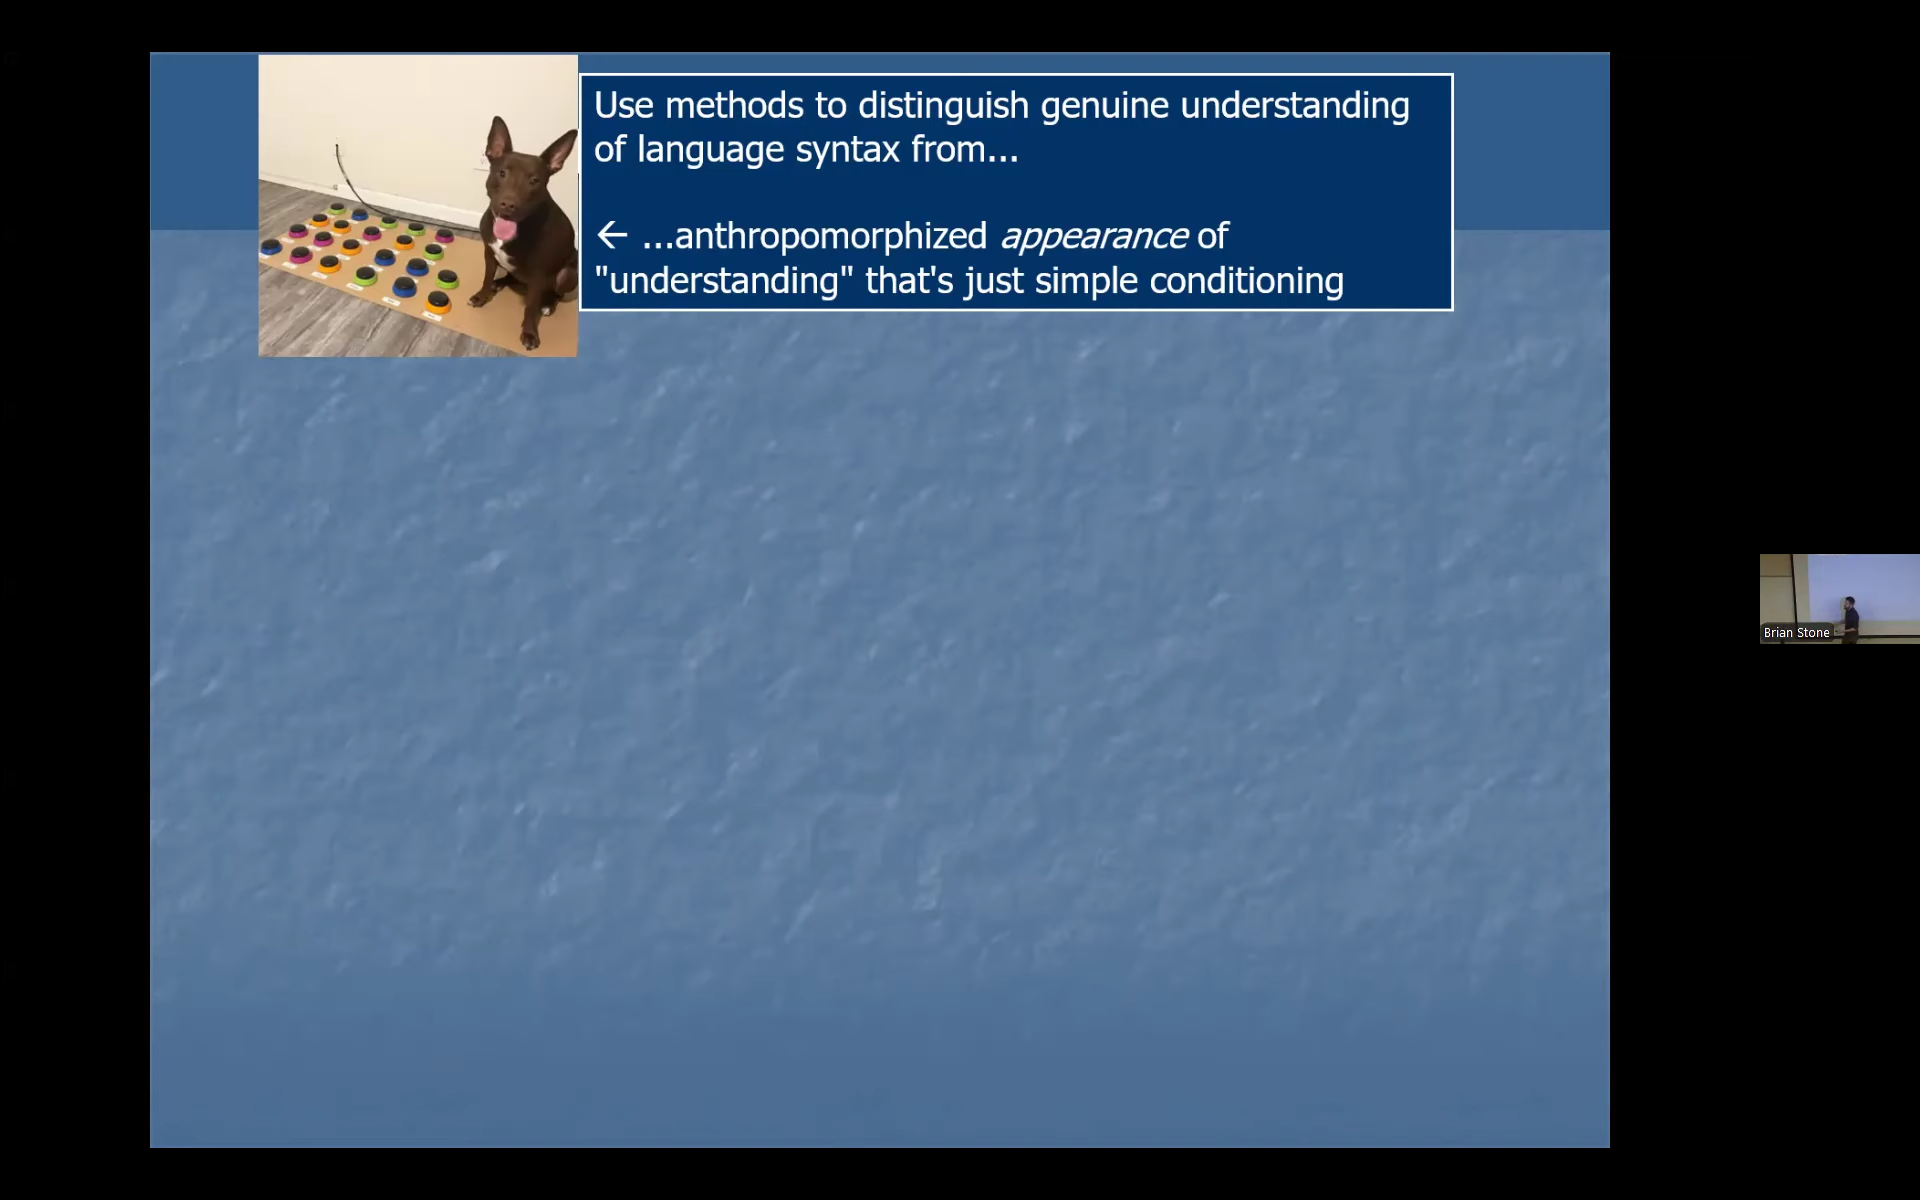 Use methods to distinguish genuine understanding
of language syntax from...
← ...anthropomorphized appearance of
"understanding" that's just simple conditioning
Brian Stone